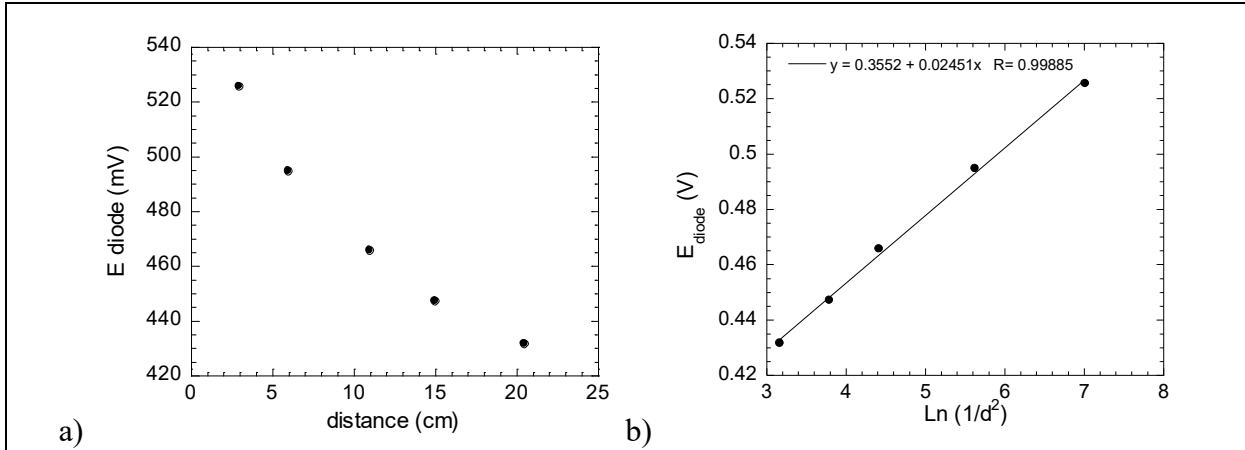 540
520
500
480
460
440
420
0 5 10 15 20 25
E diode (mV)
distance (cm)
a)
y = 0.3552 + 0.02451x R= 0.99885
0.54
0.52
0.5
0.48
0.46
0.44
0.42
3 4 5 6 7 8
E_diode (V)
Ln (1/d²)
b)